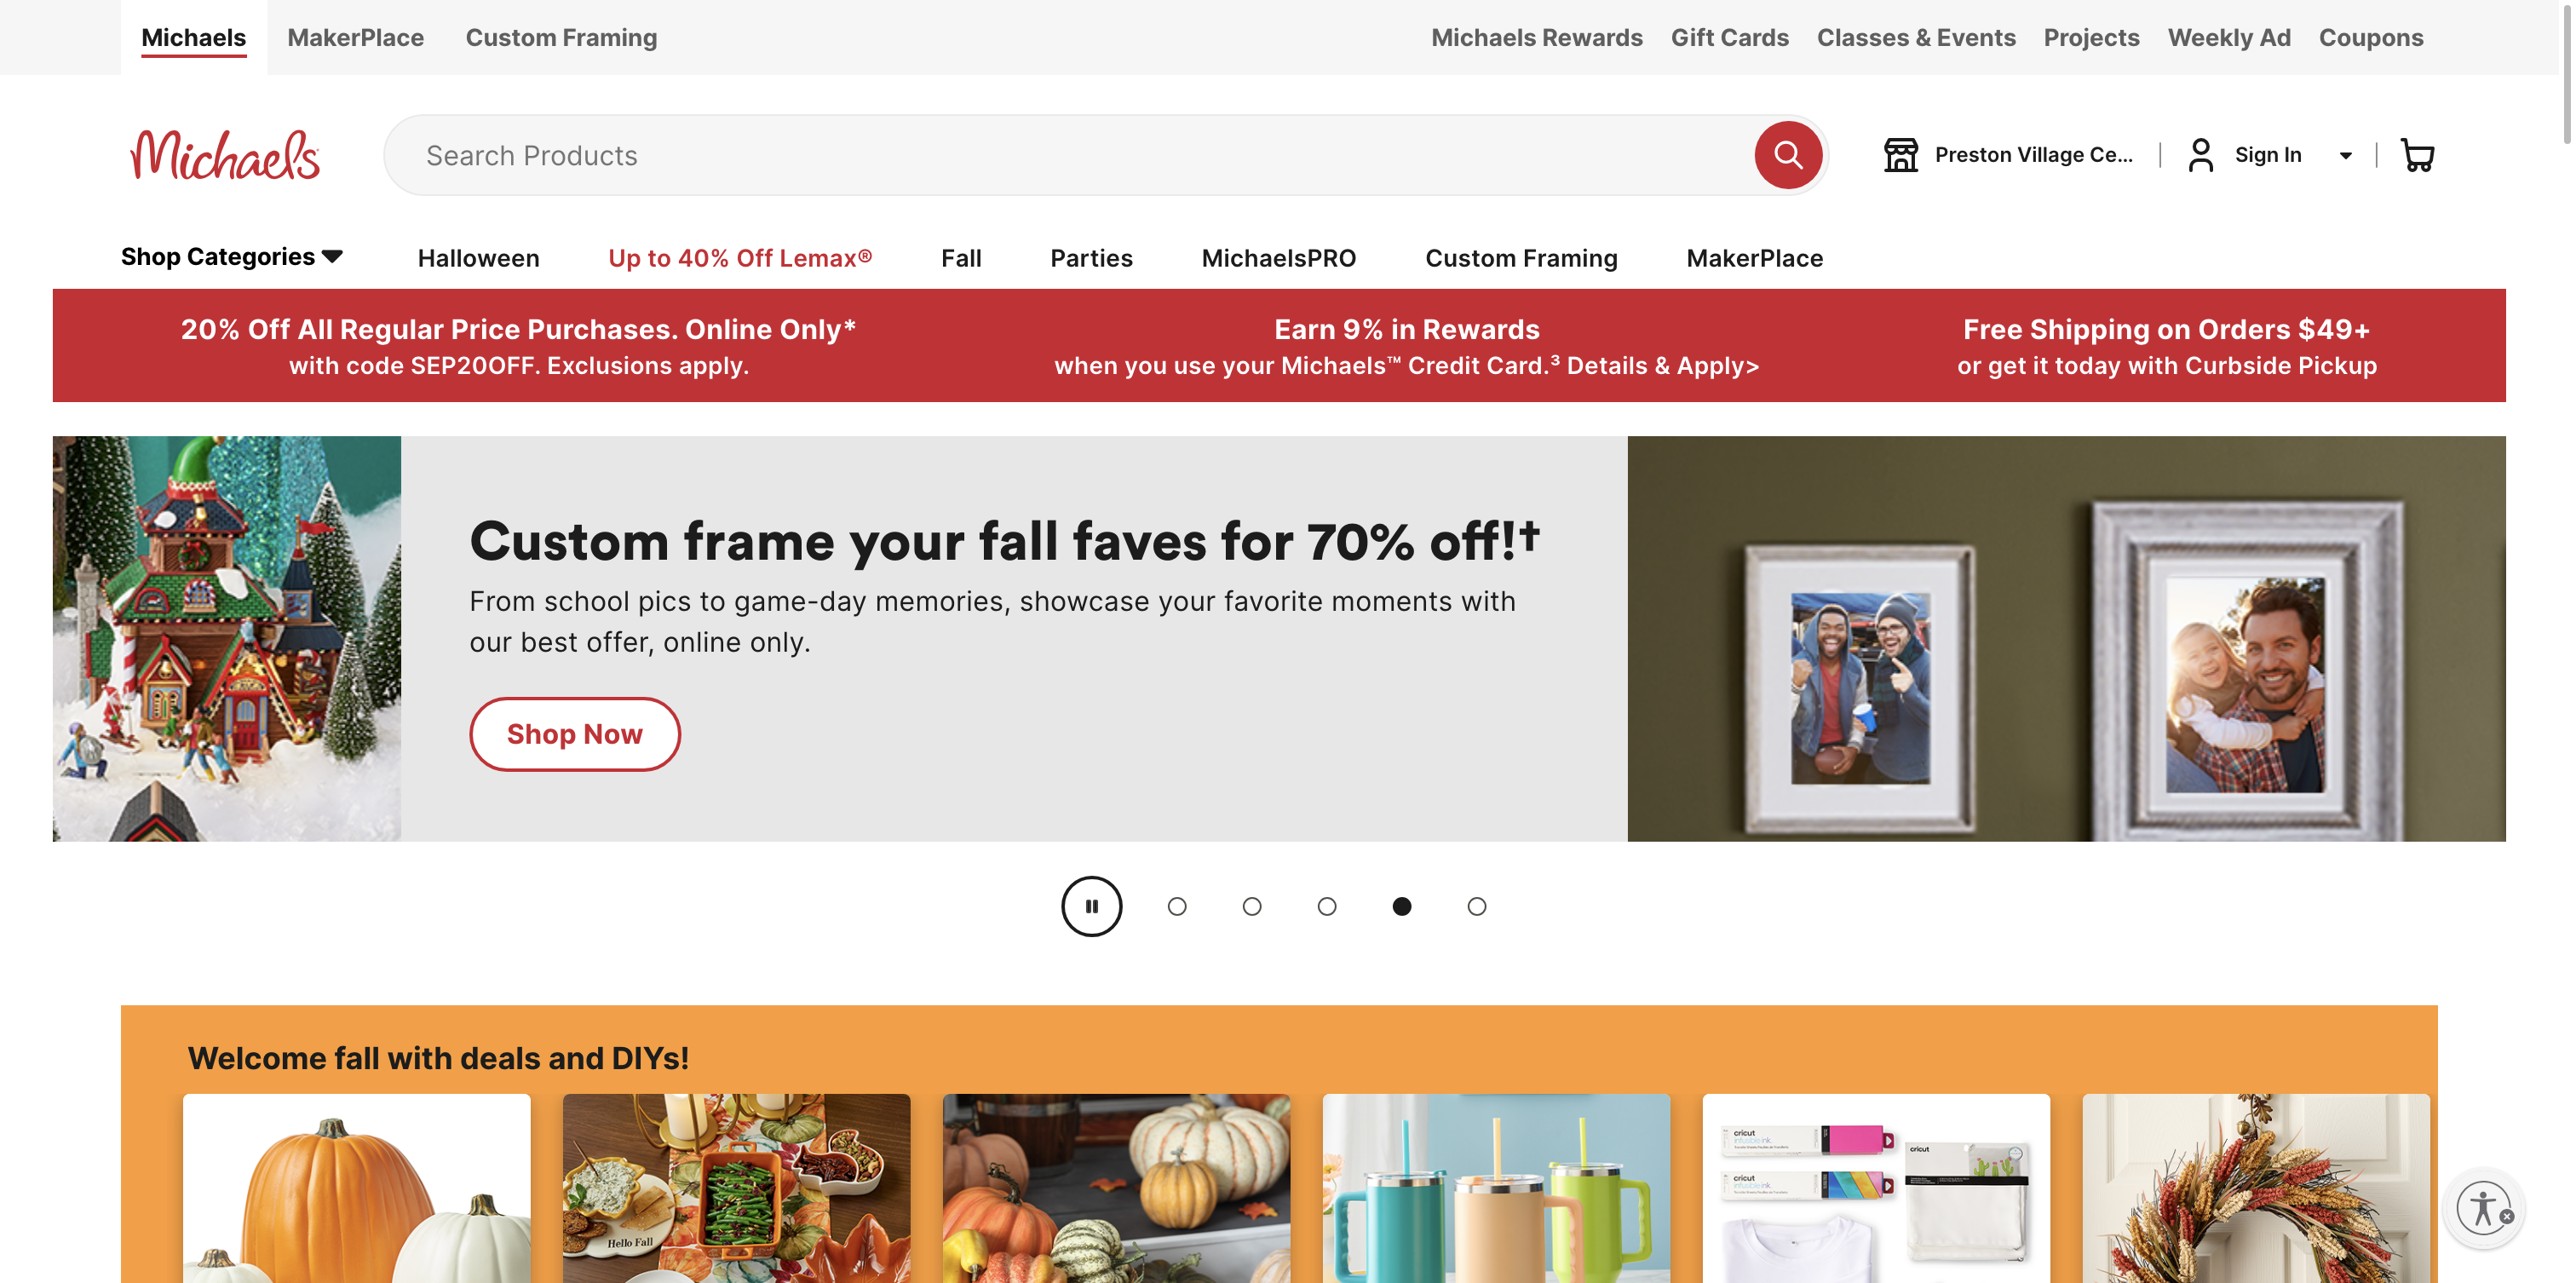 Michaels
MakerPlace
Custom Framing
Michaels Rewards
Gift Cards
Classes & Events
Projects
Weekly Ad
Coupons
Michaels
Search Products
Preston Village Ce...
Sign In
Shop Categories
Halloween
Up to 40% Off Lemax®
Fall
Parties
MichaelsPRO
Custom Framing
MakerPlace
20% Off All Regular Price Purchases. Online Only*
with code SEP20OFF. Exclusions apply.
Earn 9% in Rewards
when you use your Michaels™ Credit Card.³ Details & Apply>
Free Shipping on Orders $49+
or get it today with Curbside Pickup
Custom frame your fall faves for 70% off!†
From school pics to game-day memories, showcase your favorite moments with
our best offer, online only.
Shop Now
Welcome fall with deals and DIYs!
Hello Fall
cricut
infusible ink
cricut
infusible ink
cricut